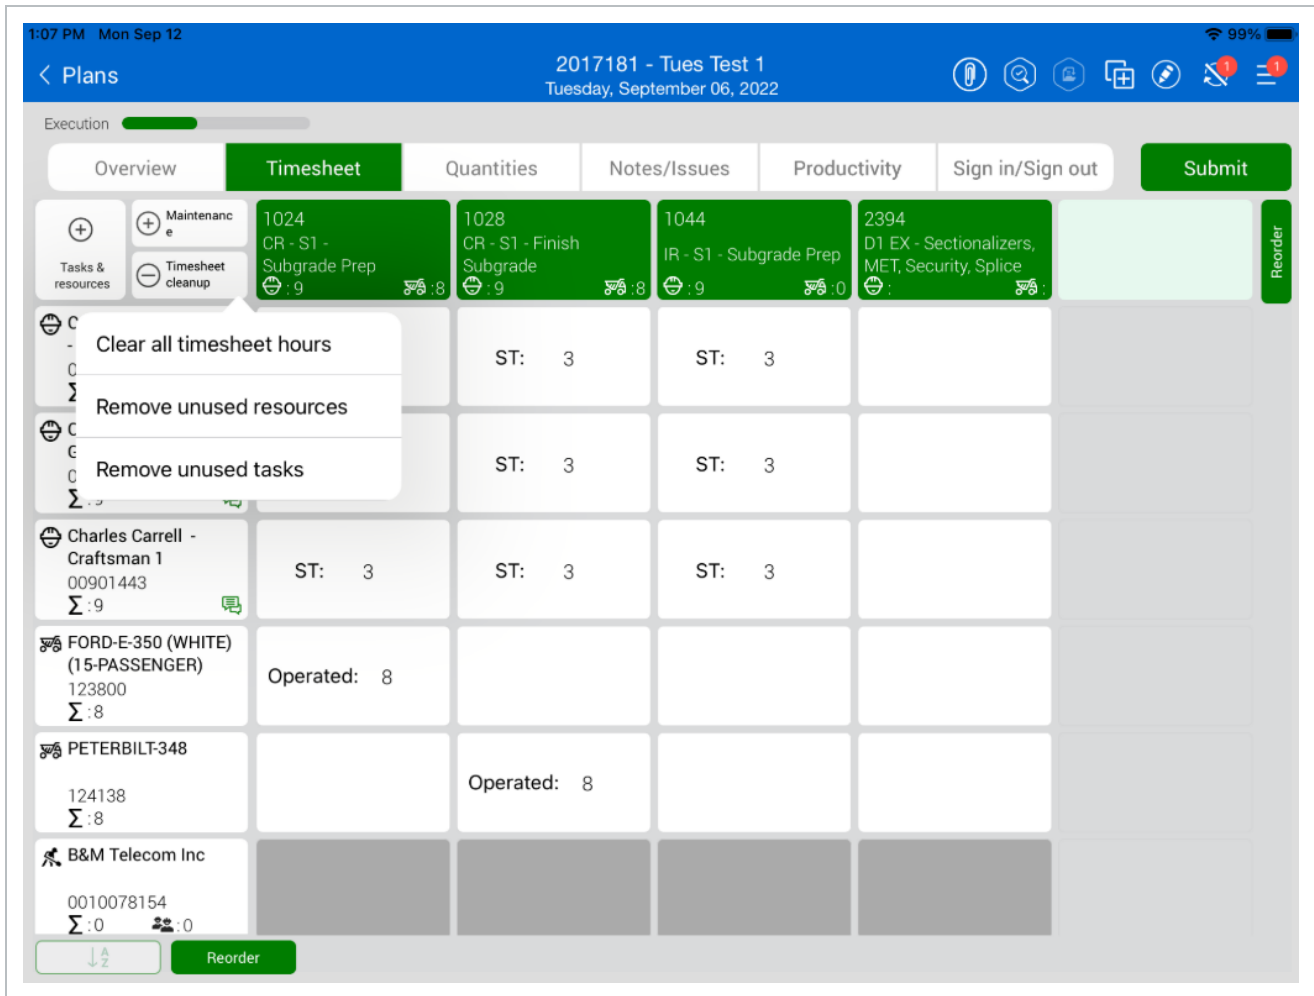 1:07 PM Mon Sep 12
99%
Plans
2017181 - Tues Test 1
Tuesday, September 06, 2022
1
1
Execution
Overview
Timesheet
Quantities
Notes/Issues
Productivity
Sign in/Sign out
Submit
Tasks &
resources
Maintenanc
e
Timesheet
cleanup
1024
CR - S1 -
Subgrade Prep
:9
:8
1028
CR - S1 - Finish
Subgrade
:9
:8
1044
IR - S1 - Subgrade Prep
:9
:0
2394
D1 EX - Sectionalizers,
MET, Security, Splice
:
:
Reorder
Clear all timesheet hours
Remove unused resources
Remove unused tasks
C
-
0
Σ
ST: 3
ST: 3
C
G
0
Σ:9
ST: 3
ST: 3
Charles Carrell -
Craftsman 1
00901443
Σ:9
ST: 3
ST: 3
ST: 3
FORD-E-350 (WHITE)
(15-PASSENGER)
123800
Σ:8
Operated: 8
PETERBILT-348
124138
Σ:8
Operated: 8
B&M Telecom Inc
0010078154
Σ:0 :0
A
Z
Reorder